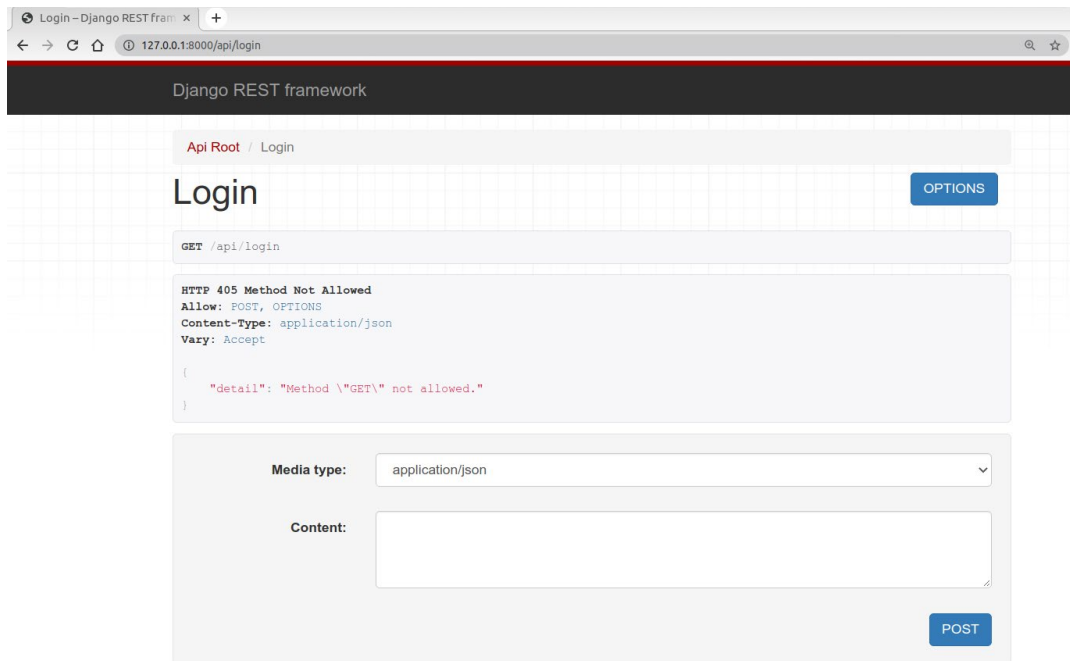 Login – Django REST fram
127.0.0.1:8000/api/login
Django REST framework
Api Root / Login
Login
OPTIONS
GET /api/login
HTTP 405 Method Not Allowed
Allow: POST, OPTIONS
Content-Type: application/json
Vary: Accept
{
    "detail": "Method \"GET\" not allowed."
}
Media type:
application/json
Content:
POST